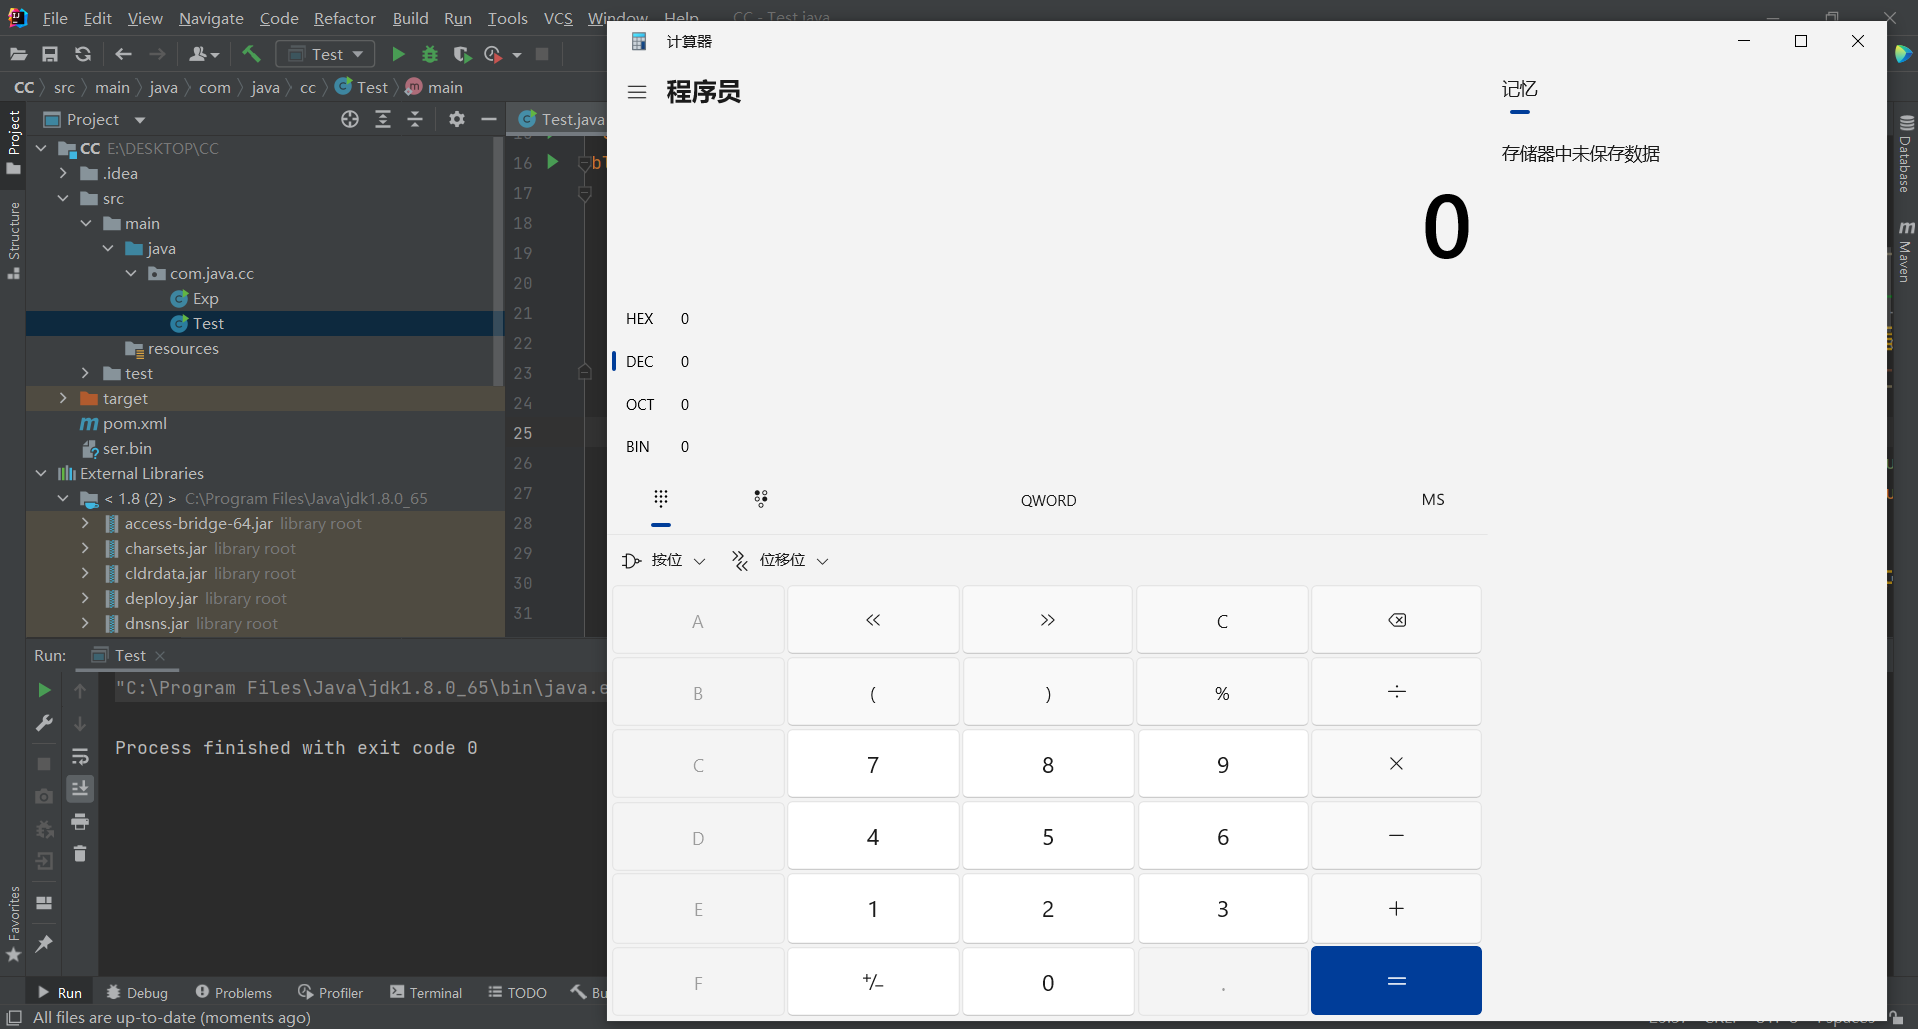 File Edit View Navigate Code Refactor Build Run Tools VCS Window Help CC - Test.java
Test
CC src main java com java cc Test main
Project
Test.java
CC E:\DESKTOP\CC
.idea
src
main
java
com.java.cc
Exp
Test
resources
test
target
pom.xml
ser.bin
External Libraries
< 1.8 (2) > C:\Program Files\Java\jdk1.8.0_65
access-bridge-64.jar library root
charsets.jar library root
cldrdata.jar library root
deploy.jar library root
dnsns.jar library root
Project
Structure
Favorites
16
17
18
19
20
21
22
23
24
25
26
27
28
29
30
31
Run: Test
"C:\Program Files\Java\jdk1.8.0_65\bin\java.e
Process finished with exit code 0
Run Debug Problems Profiler Terminal TODO Bu
All files are up-to-date (moments ago)
计算器
程序员
记忆
存储器中未保存数据
0
HEX 0
DEC 0
OCT 0
BIN 0
QWORD MS
按位 位移位
A « » C
B ( ) % ÷
C 7 8 9 ×
D 4 5 6 −
E 1 2 3 +
F +/− 0 . =
Database
Maven